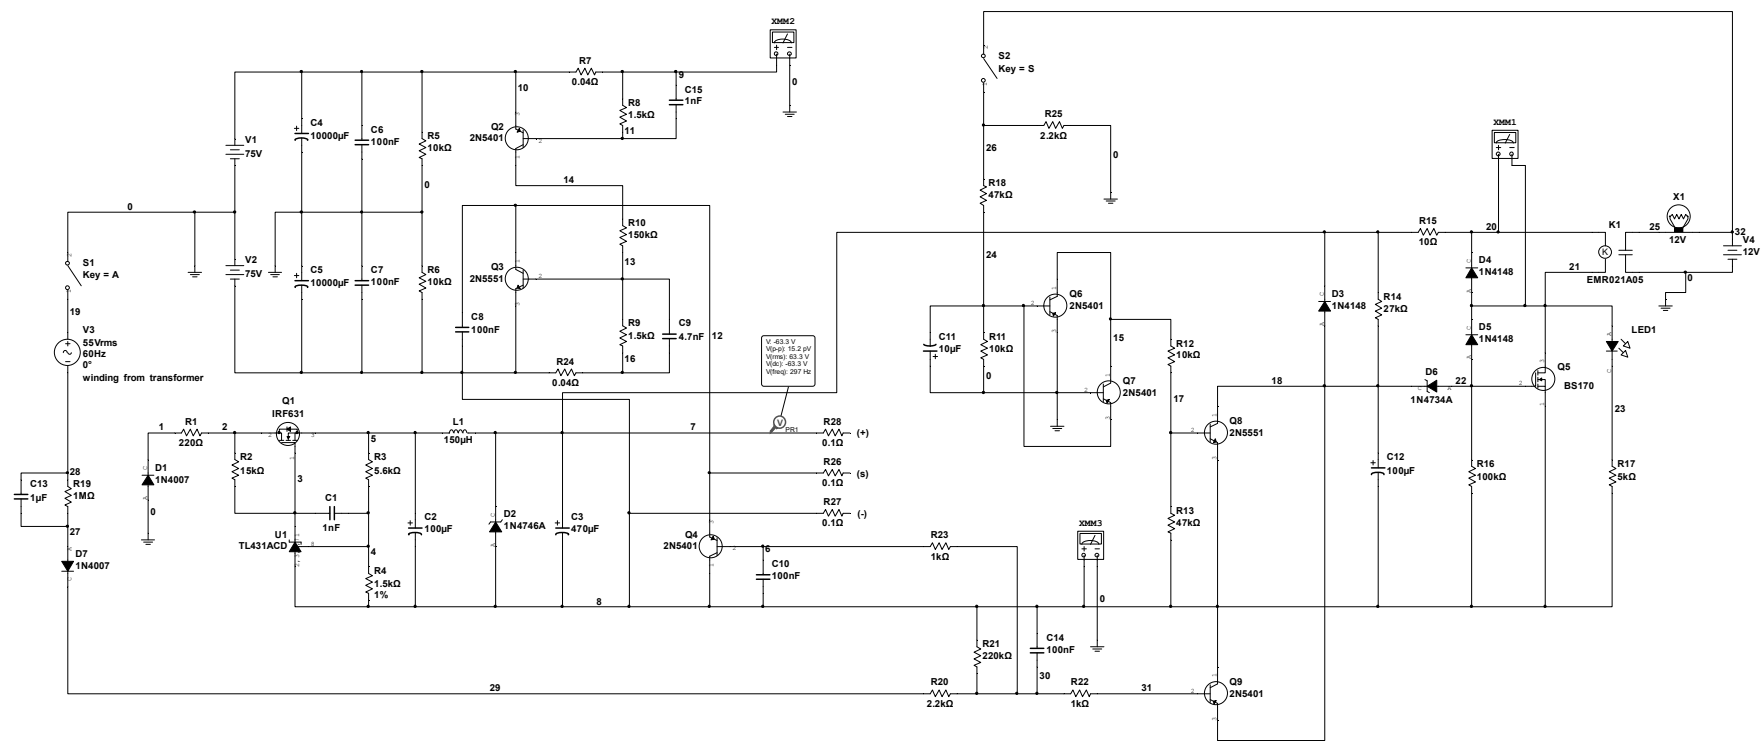 XMM2
S2
Key = S
R7
0.04Ω
9
0
10
C15
1nF
R8
1.5kΩ
11
C4
10000µF
C6
100nF
R5
10kΩ
Q2
2N5401
V1
75V
R25
2.2kΩ
26
0
XMM1
14
0
R18
47kΩ
X1
12V
0
R10
150kΩ
R15
10Ω
20
K1
25
32
V4
12V
S1
Key = A
V2
75V
C5
10000µF
C7
100nF
R6
10kΩ
Q3
2N5551
13
24
D4
1N4148
21
EMR021A05
0
19
V3
55Vrms
60Hz
0°
winding from transformer
C8
100nF
R9
1.5kΩ
C9
4.7nF
12
16
R24
0.04Ω
V: -63.3 V
V(p-p): 15.2 pV
V(rms): 63.3 V
V(dc): -63.3 V
V(freq): 297 Hz
PR1
Q6
2N5401
C11
10µF
R11
10kΩ
0
15
R12
10kΩ
Q7
2N5401
17
D3
1N4148
R14
27kΩ
D5
1N4148
LED1
18
D6
1N4734A
22
Q5
BS170
23
1
R1
220Ω
2
Q1
IRF631
5
L1
150µH
7
R28
0.1Ω
(+)
Q8
2N5551
28
R19
1MΩ
C13
1µF
D1
1N4007
0
R2
15kΩ
3
R3
5.6kΩ
R26
0.1Ω
(s)
C12
100µF
R16
100kΩ
R17
5kΩ
27
C1
1nF
U1
TL431ACD
4
C2
100µF
D2
1N4746A
C3
470µF
R27
0.1Ω
(-)
R13
47kΩ
XMM3
D7
1N4007
R4
1.5kΩ
1%
Q4
2N5401
6
C10
100nF
R23
1kΩ
8
0
R21
220kΩ
C14
100nF
30
29
R20
2.2kΩ
R22
1kΩ
31
Q9
2N5401